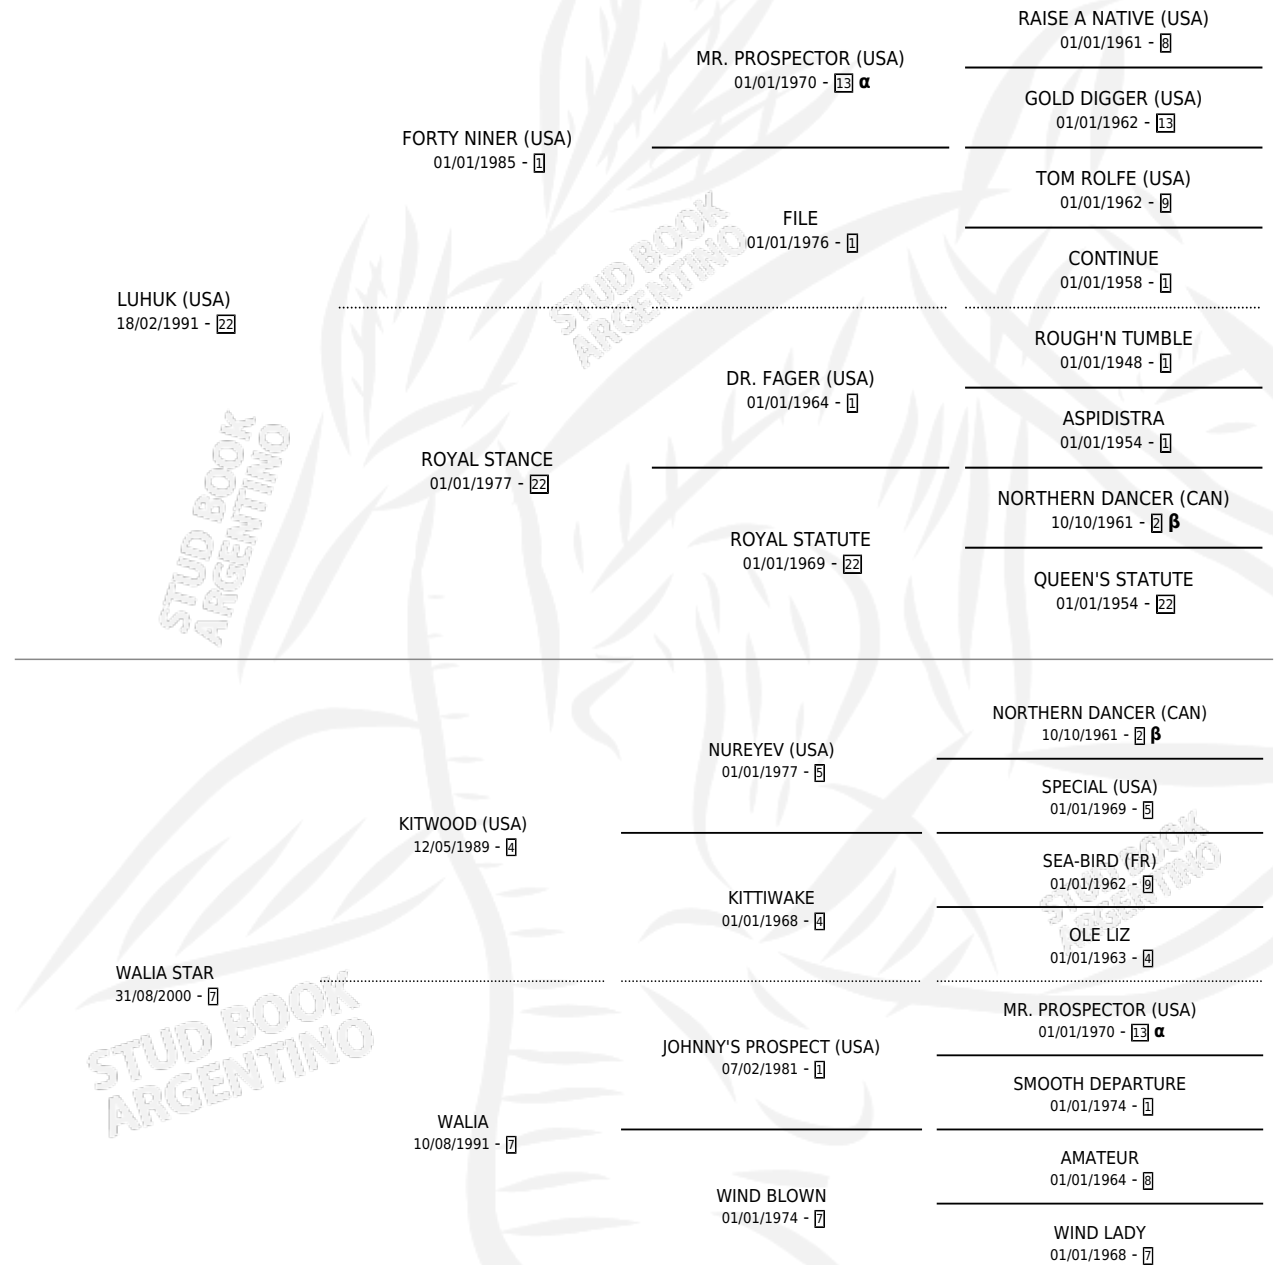 RAISE A NATIVE (USA)
01/01/1961 - 8
MR. PROSPECTOR (USA)
01/01/1970 - 13 α
GOLD DIGGER (USA)
01/01/1962 - 13
FORTY NINER (USA)
01/01/1985 - 1
TOM ROLFE (USA)
01/01/1962 - 9
FILE
01/01/1976 - 1
CONTINUE
01/01/1958 - 1
STUD BOOK
ARGENTINO
LUHUK (USA)
18/02/1991 - 22
ROUGH'N TUMBLE
01/01/1948 - 1
DR. FAGER (USA)
01/01/1964 - 1
ASPIDISTRA
01/01/1954 - 1
ROYAL STANCE
01/01/1977 - 22
NORTHERN DANCER (CAN)
10/10/1961 - 2 β
ROYAL STATUTE
01/01/1969 - 22
QUEEN'S STATUTE
01/01/1954 - 22
STUD BOOK
ARGENTINO
NORTHERN DANCER (CAN)
10/10/1961 - 2 β
NUREYEV (USA)
01/01/1977 - 5
SPECIAL (USA)
01/01/1969 - 5
KITWOOD (USA)
12/05/1989 - 4
SEA-BIRD (FR)
01/01/1962 - 9
KITTIWAKE
01/01/1968 - 4
OLE LIZ
01/01/1963 - 4
STUD BOOK
ARGENTINO
WALIA STAR
31/08/2000 - 7
MR. PROSPECTOR (USA)
01/01/1970 - 13 α
JOHNNY'S PROSPECT (USA)
07/02/1981 - 1
SMOOTH DEPARTURE
01/01/1974 - 1
STUD BOOK
ARGENTINO
WALIA
10/08/1991 - 7
AMATEUR
01/01/1964 - 8
WIND BLOWN
01/01/1974 - 7
WIND LADY
01/01/1968 - 7